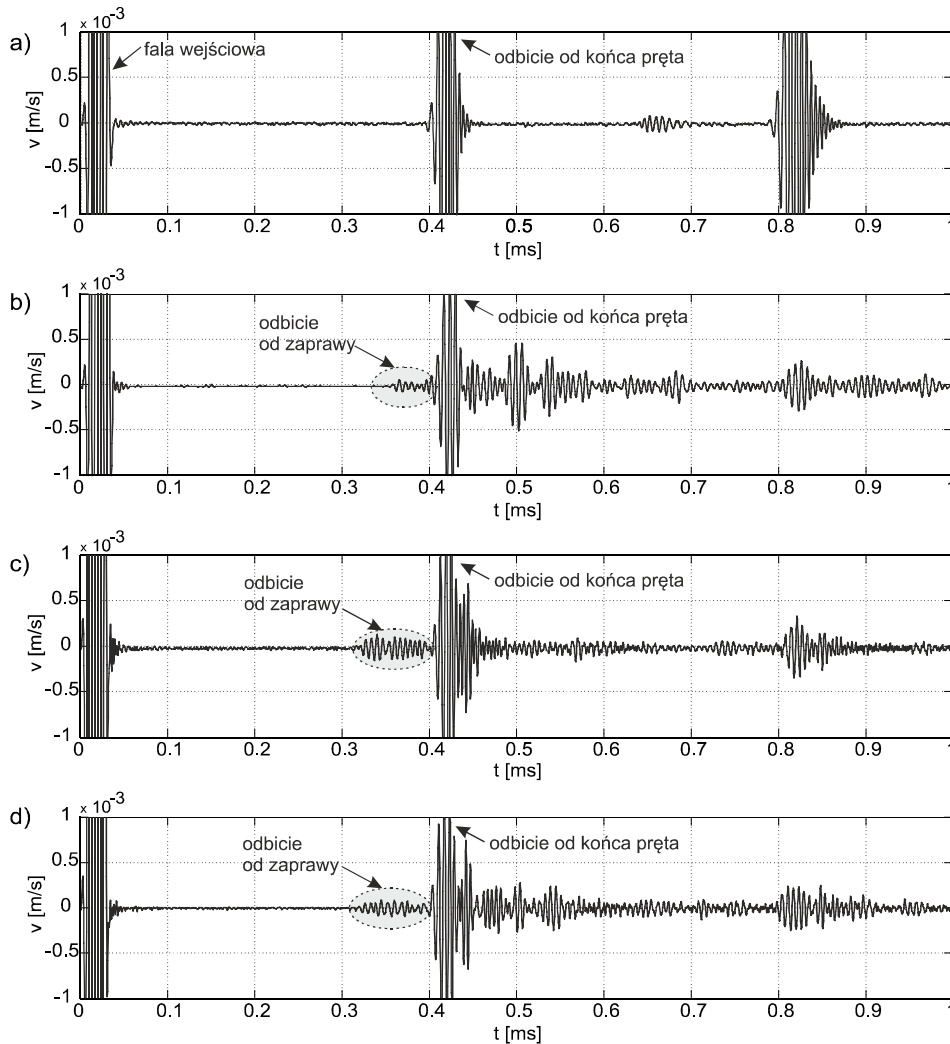 a)
× 10⁻³
1
0.5
0
-0.5
-1
v [m/s]
fala wejściowa
odbicie od końca pręta
0 0.1 0.2 0.3 0.4 0.5 0.6 0.7 0.8 0.9 1
t [ms]
b)
× 10⁻³
1
0.5
0
-0.5
-1
v [m/s]
odbicie
od zaprawy
odbicie od końca pręta
0 0.1 0.2 0.3 0.4 0.5 0.6 0.7 0.8 0.9 1
t [ms]
c)
× 10⁻³
1
0.5
0
-0.5
-1
v [m/s]
odbicie
od zaprawy
odbicie od końca pręta
0 0.1 0.2 0.3 0.4 0.5 0.6 0.7 0.8 0.9 1
t [ms]
d)
× 10⁻³
1
0.5
0
-0.5
-1
v [m/s]
odbicie
od zaprawy
odbicie od końca pręta
0 0.1 0.2 0.3 0.4 0.5 0.6 0.7 0.8 0.9 1
t [ms]